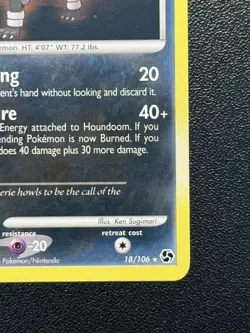 émon. HT: 4'07" WT: 77.2 lbs.
ng 20
ent's hand without looking and discard it.
re 40+
Energy attached to Houndoom. If you
ending Pokémon is now Burned. If you
does 40 damage plus 30 more damage.
erie howls to be the call of the
Illus. Ken Sugimori
resistance retreat cost
-20
Pokémon/Nintendo 18/106 ★